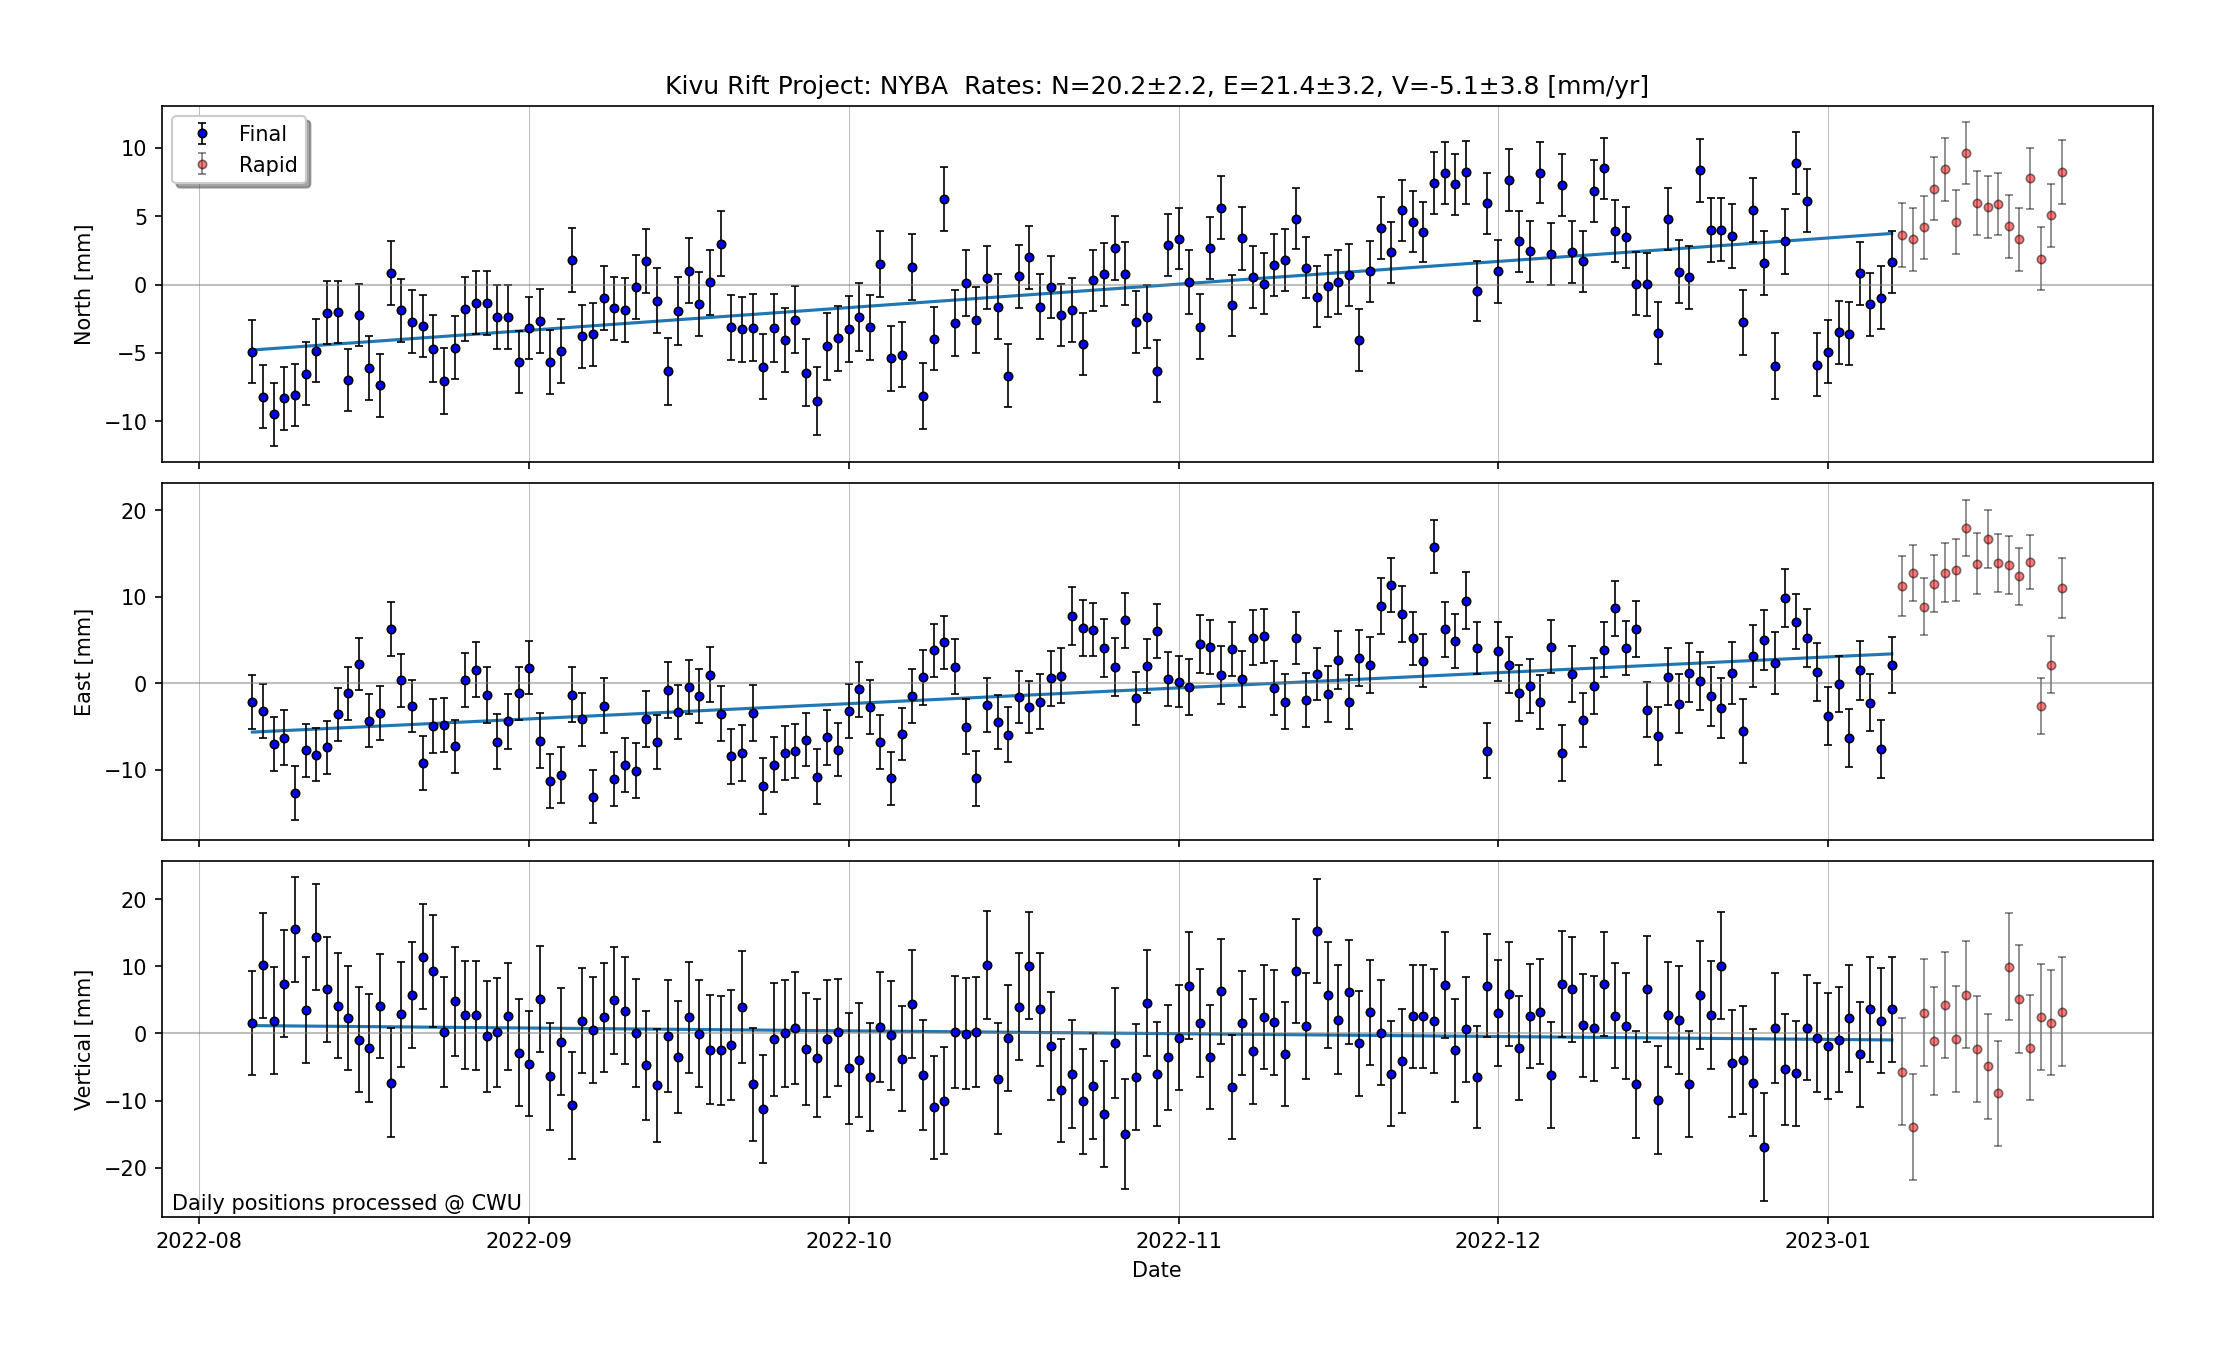 Kivu Rift Project: NYBA  Rates: N=20.2±2.2, E=21.4±3.2, V=-5.1±3.8 [mm/yr]
Final
Rapid
10
5
0
−5
−10
North [mm]
20
10
0
−10
East [mm]
20
10
0
−10
−20
Vertical [mm]
Daily positions processed @ CWU
2022-08 2022-09 2022-10 2022-11 2022-12 2023-01
Date